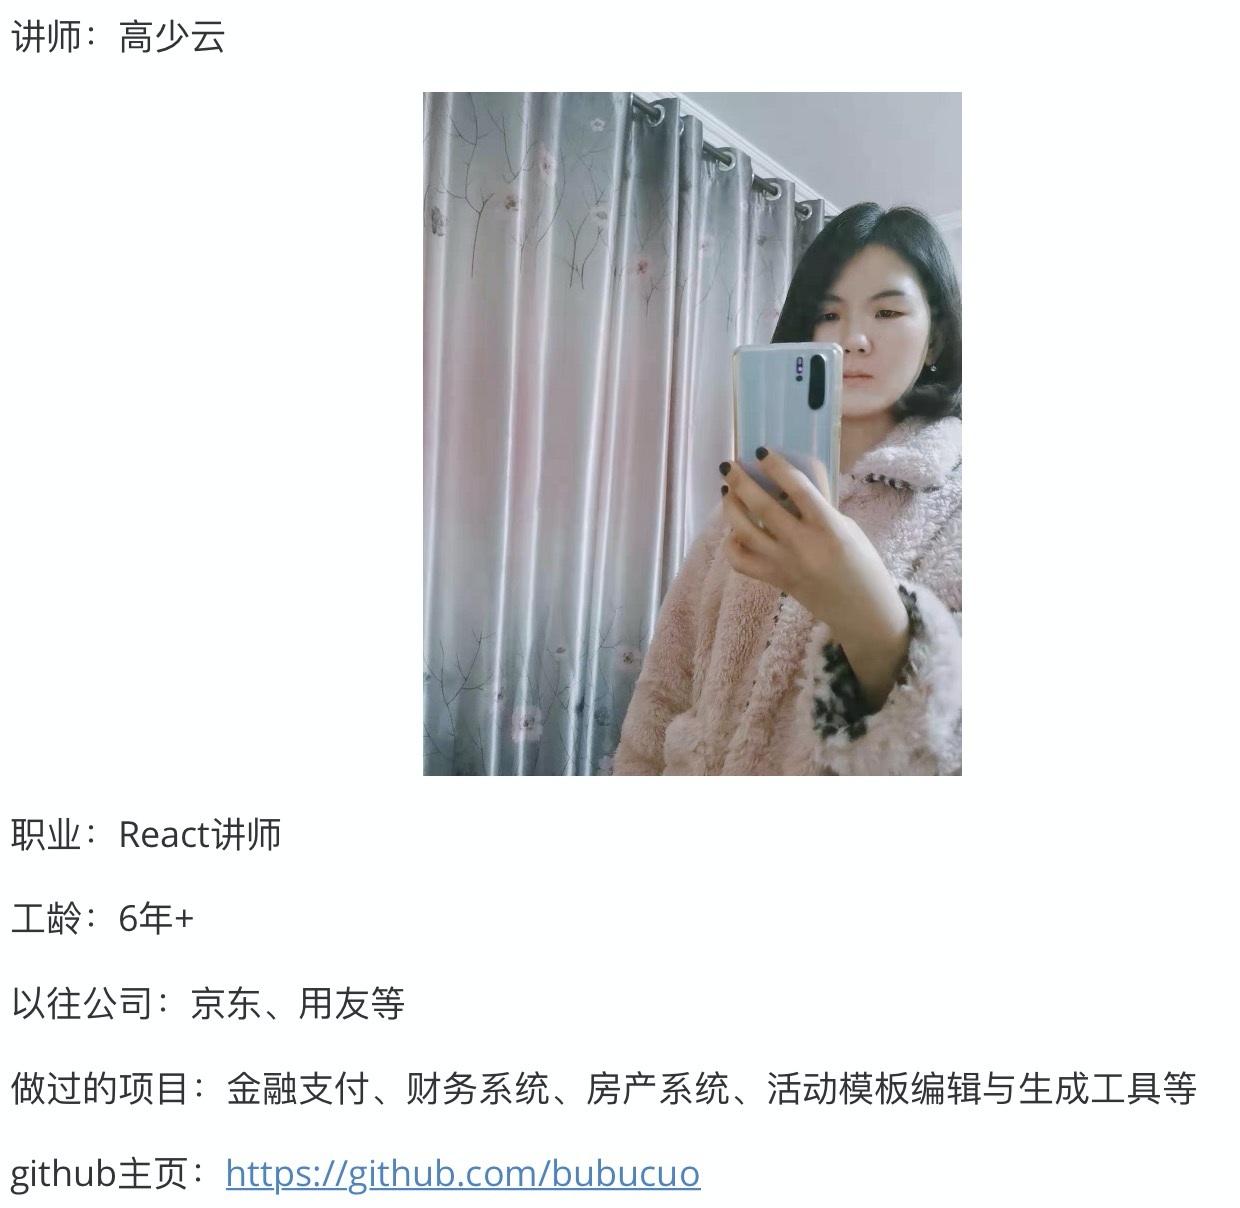 讲师：高少云
职业：React讲师
工龄：6年+
以往公司：京东、用友等
做过的项目：金融支付、财务系统、房产系统、活动模板编辑与生成工具等
github主页：https://github.com/bubucuo